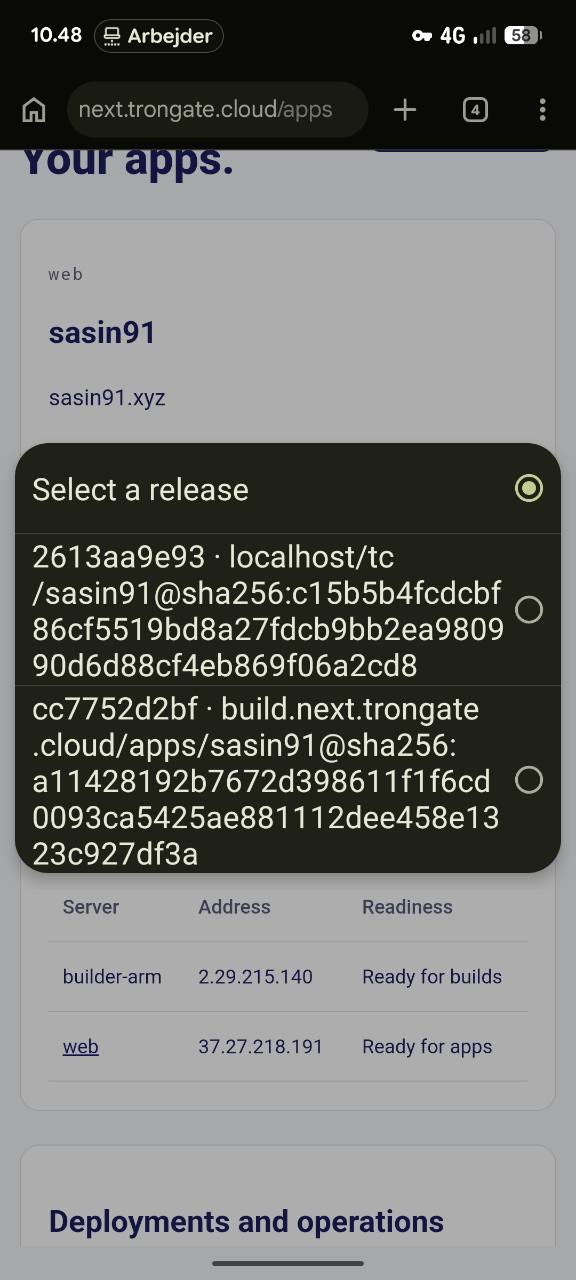 10.48 Arbejder 4G 58
next.trongate.cloud/apps 4
Your apps.
web
sasin91
sasin91.xyz
Select a release
2613aa9e93 · localhost/tc
/sasin91@sha256:c15b5b4fcdcbf
86cf5519bd8a27fdcb9bb2ea9809
90d6d88cf4eb869f06a2cd8
cc7752d2bf · build.next.trongate
.cloud/apps/sasin91@sha256:
a11428192b7672d398611f1f6cd
0093ca5425ae881112dee458e13
23c927df3a
Server Address Readiness
builder-arm 2.29.215.140 Ready for builds
web 37.27.218.191 Ready for apps
Deployments and operations